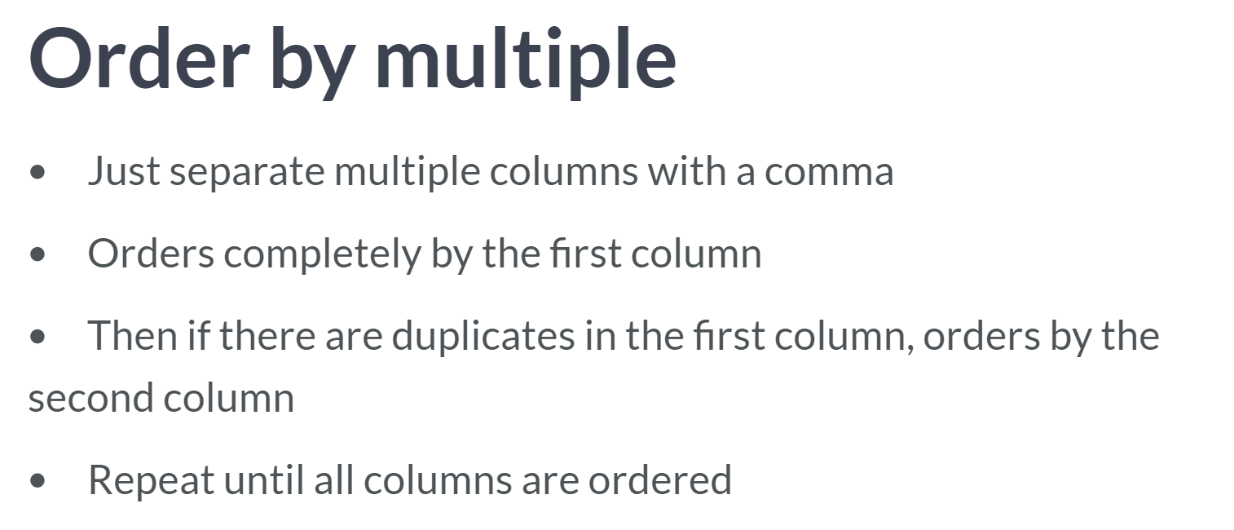 Order by multiple
• Just separate multiple columns with a comma
• Orders completely by the first column
• Then if there are duplicates in the first column, orders by the
second column
• Repeat until all columns are ordered